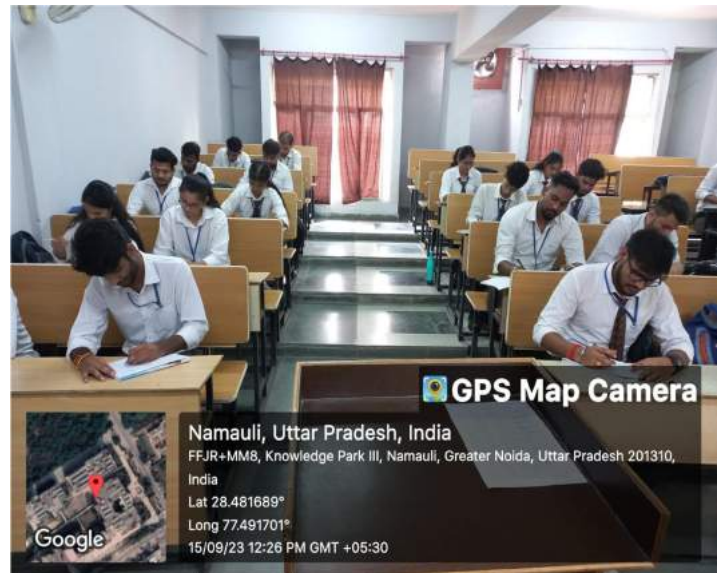 GPS Map Camera
Namauli, Uttar Pradesh, India
FFJR+MM8, Knowledge Park III, Namauli, Greater Noida, Uttar Pradesh 201310,
India
Lat 28.481689°
Long 77.491701°
15/09/23 12:26 PM GMT +05:30
Google